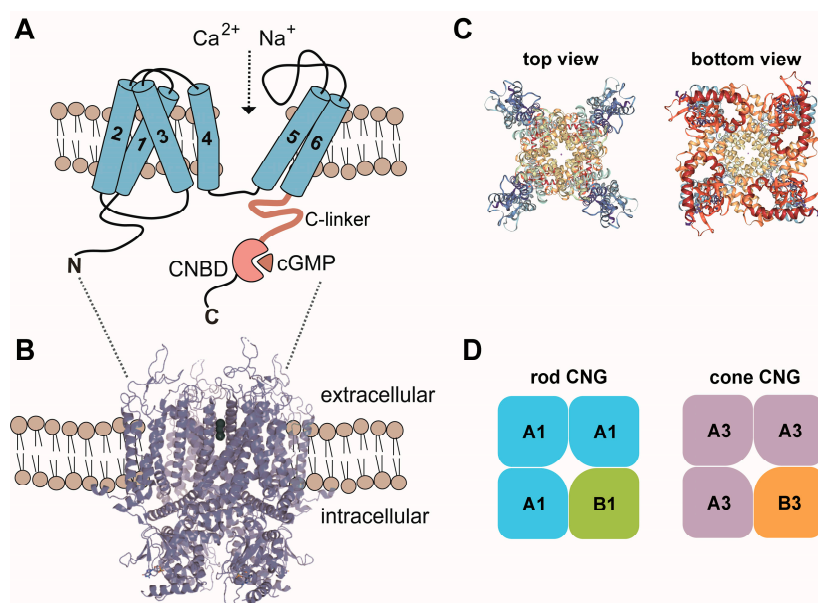 A
Ca2+ Na+
2
1
3
4
5
6
C-linker
N
CNBD
cGMP
C
B
extracellular
intracellular
C
top view
bottom view
D
rod CNG
cone CNG
A1 A1
A1 B1
A3 A3
A3 B3